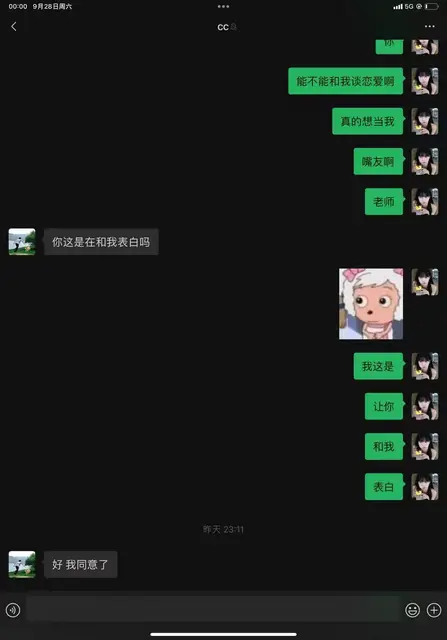 00:00 9月28日周六
5G
cc
你
能不能和我谈恋爱啊
真的想当我
嘴友啊
老师
你这是在和我表白吗
我这是
让你
和我
表白
昨天 23:11
好 我同意了